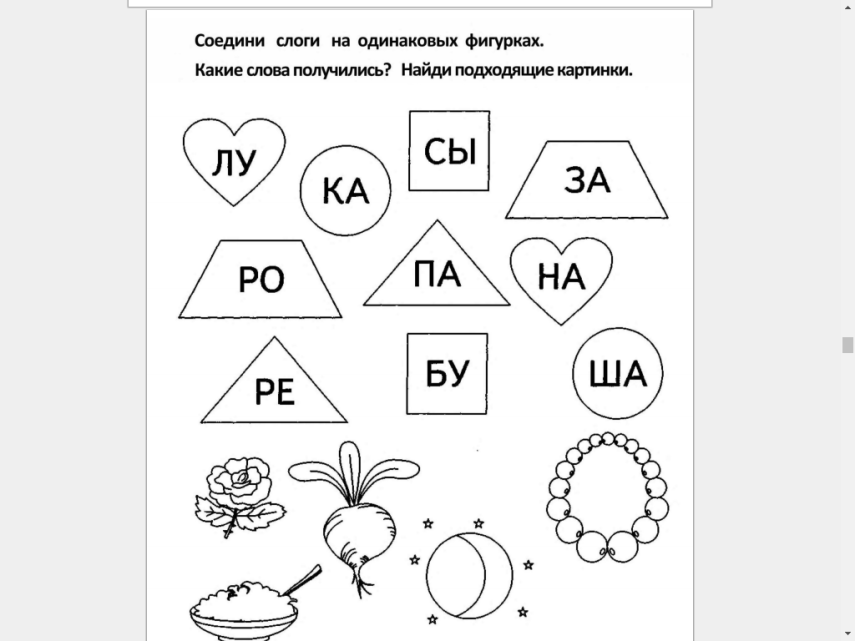 Соедини слоги на одинаковых фигурках.
Какие слова получились? Найди подходящие картинки.
ЛУ
КА
СЫ
ЗА
РО
ПА
НА
РЕ
БУ
ША